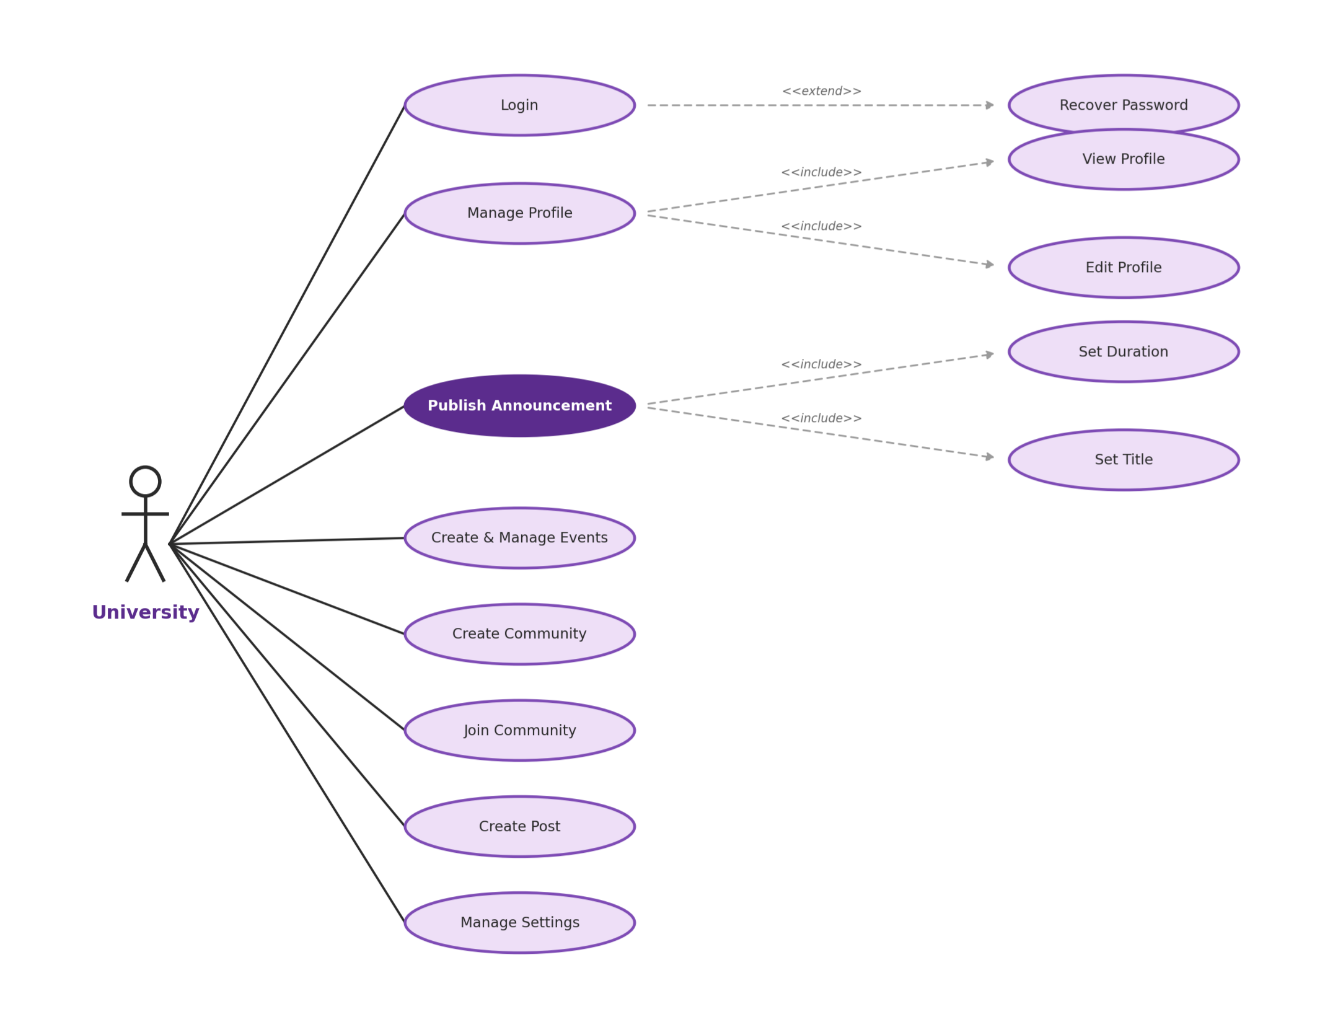 Login
<<extend>>
Recover Password
View Profile
<<include>>
Manage Profile
<<include>>
Edit Profile
Set Duration
<<include>>
Publish Announcement
<<include>>
Set Title
University
Create & Manage Events
Create Community
Join Community
Create Post
Manage Settings